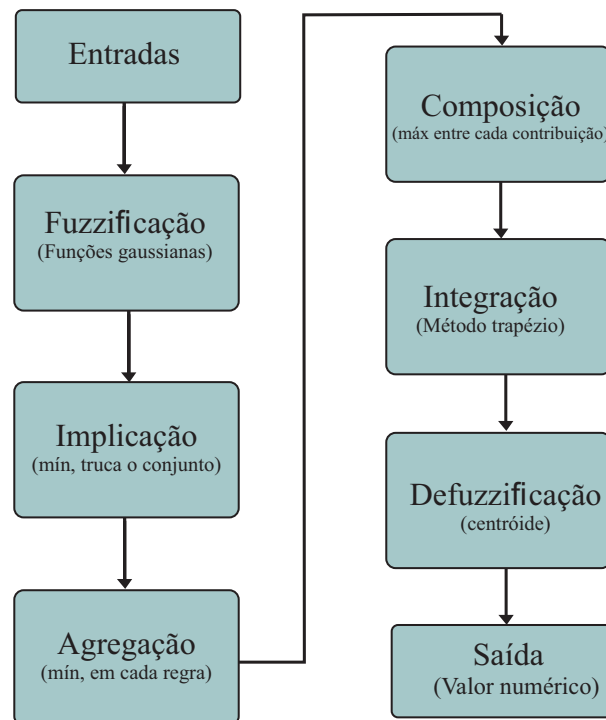 Entradas
Fuzzificação
(Funções gaussianas)
Implicação
(mín, truca o conjunto)
Agregação
(mín, em cada regra)
Composição
(máx entre cada contribuição)
Integração
(Método trapézio)
Defuzzificação
(centróide)
Saída
(Valor numérico)